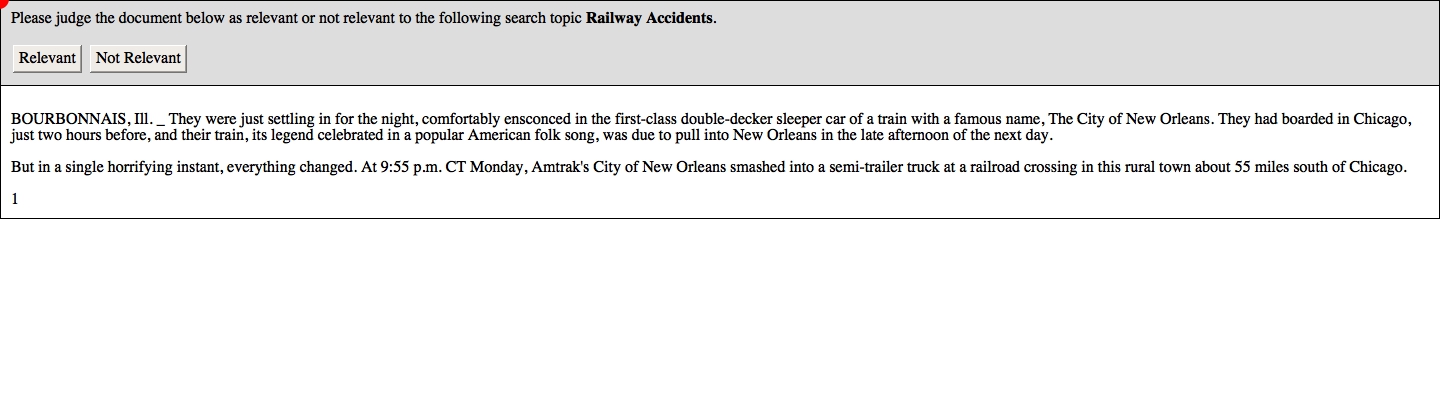 Please judge the document below as relevant or not relevant to the following search topic Railway Accidents.
Relevant Not Relevant
BOURBONNAIS, Ill. _ They were just settling in for the night, comfortably ensconced in the first-class double-decker sleeper car of a train with a famous name, The City of New Orleans. They had boarded in Chicago,
just two hours before, and their train, its legend celebrated in a popular American folk song, was due to pull into New Orleans in the late afternoon of the next day.
But in a single horrifying instant, everything changed. At 9:55 p.m. CT Monday, Amtrak's City of New Orleans smashed into a semi-trailer truck at a railroad crossing in this rural town about 55 miles south of Chicago.
1